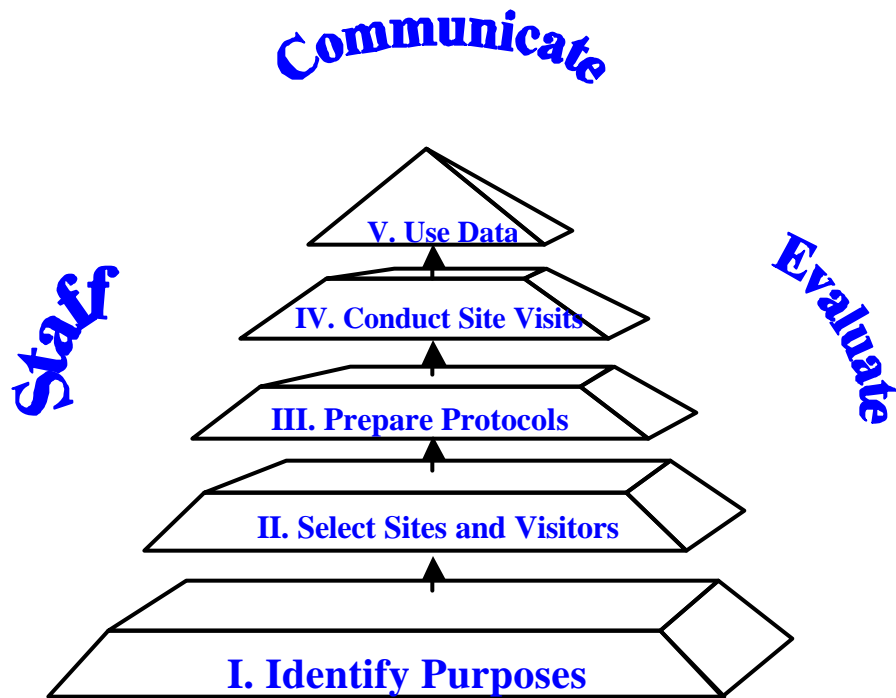 Communicate
Staff
Evaluate
V. Use Data
IV. Conduct Site Visits
III. Prepare Protocols
II. Select Sites and Visitors
I. Identify Purposes